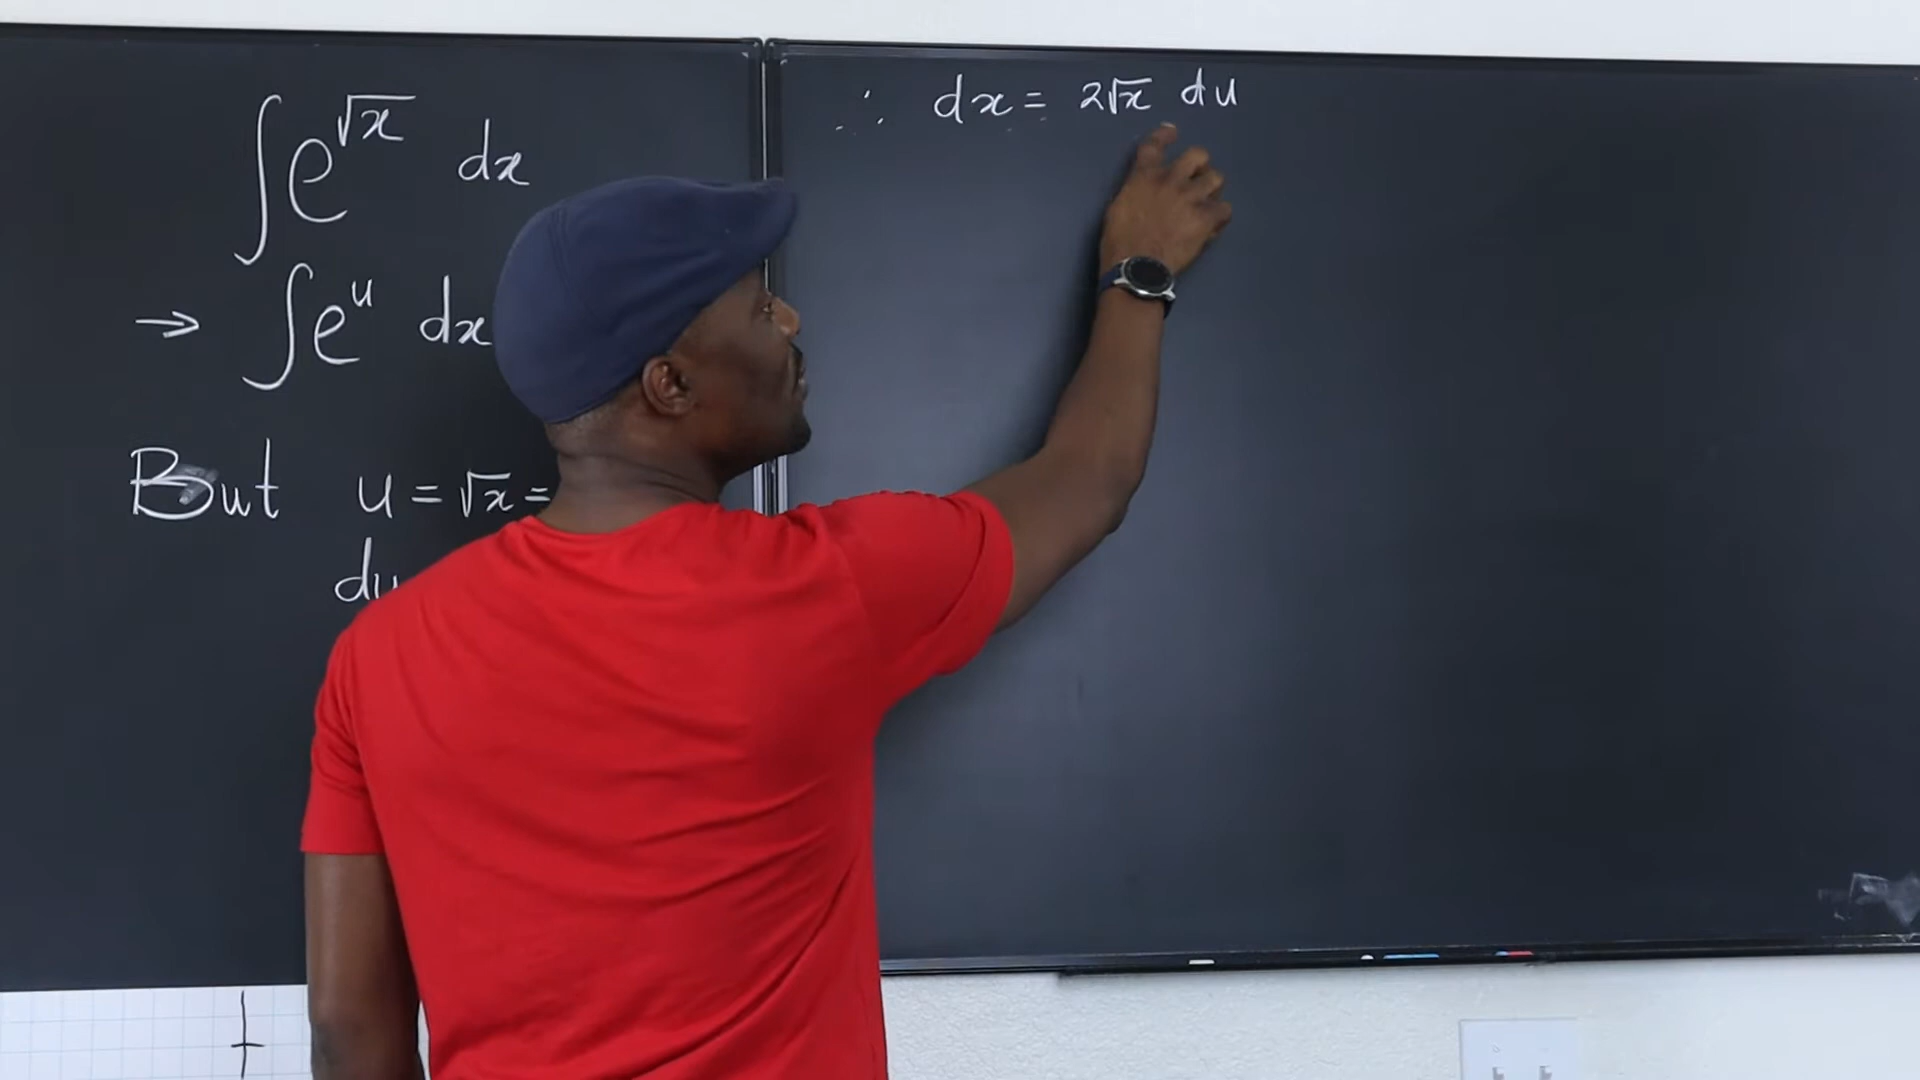 ∫e^√x dx
→ ∫e^u dx
But u = √x =
du
∴ dx = 2√x du